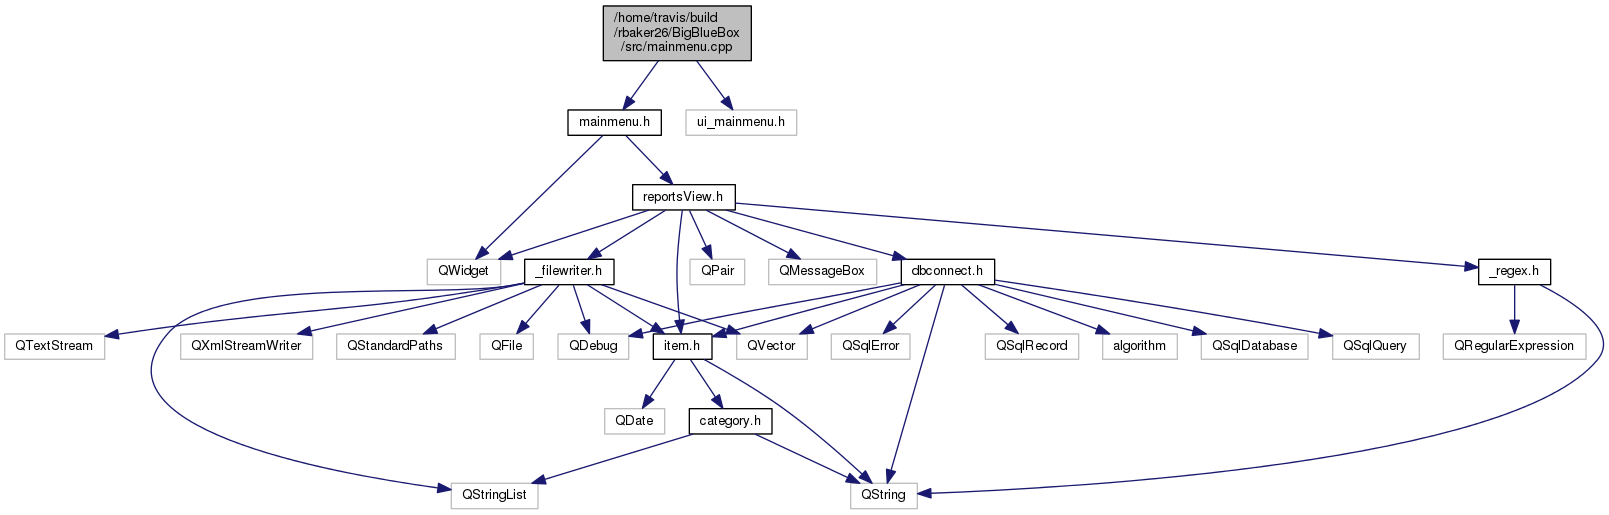 /home/travis/build
/rbaker26/BigBlueBox
/src/mainmenu.cpp
mainmenu.h
ui_mainmenu.h
reportsView.h
QWidget
_filewriter.h
QPair
QMessageBox
dbconnect.h
_regex.h
QTextStream
QXmlStreamWriter
QStandardPaths
QFile
QDebug
item.h
QVector
QSqlError
QSqlRecord
algorithm
QSqlDatabase
QSqlQuery
QRegularExpression
QDate
category.h
QStringList
QString